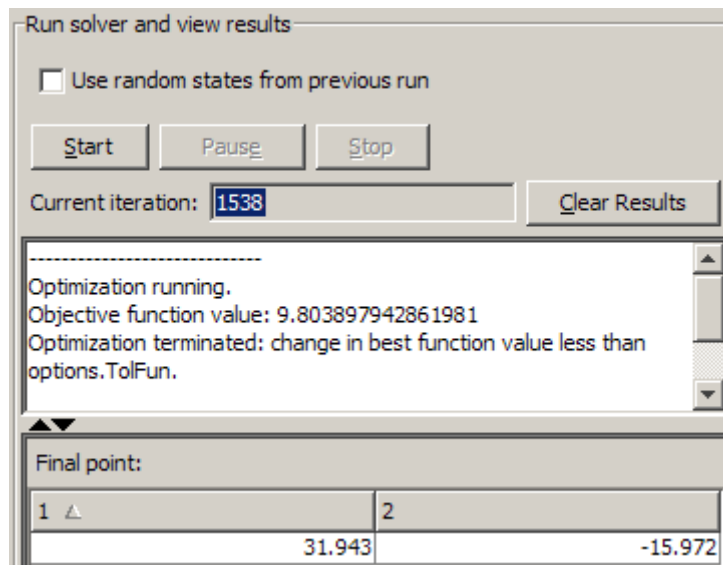 Run solver and view results
Use random states from previous run
Start Pause Stop
Current iteration: 1538 Clear Results
-----------------------------
Optimization running.
Objective function value: 9.803897942861981
Optimization terminated: change in best function value less than
options.TolFun.
Final point:
1 2
31.943 -15.972